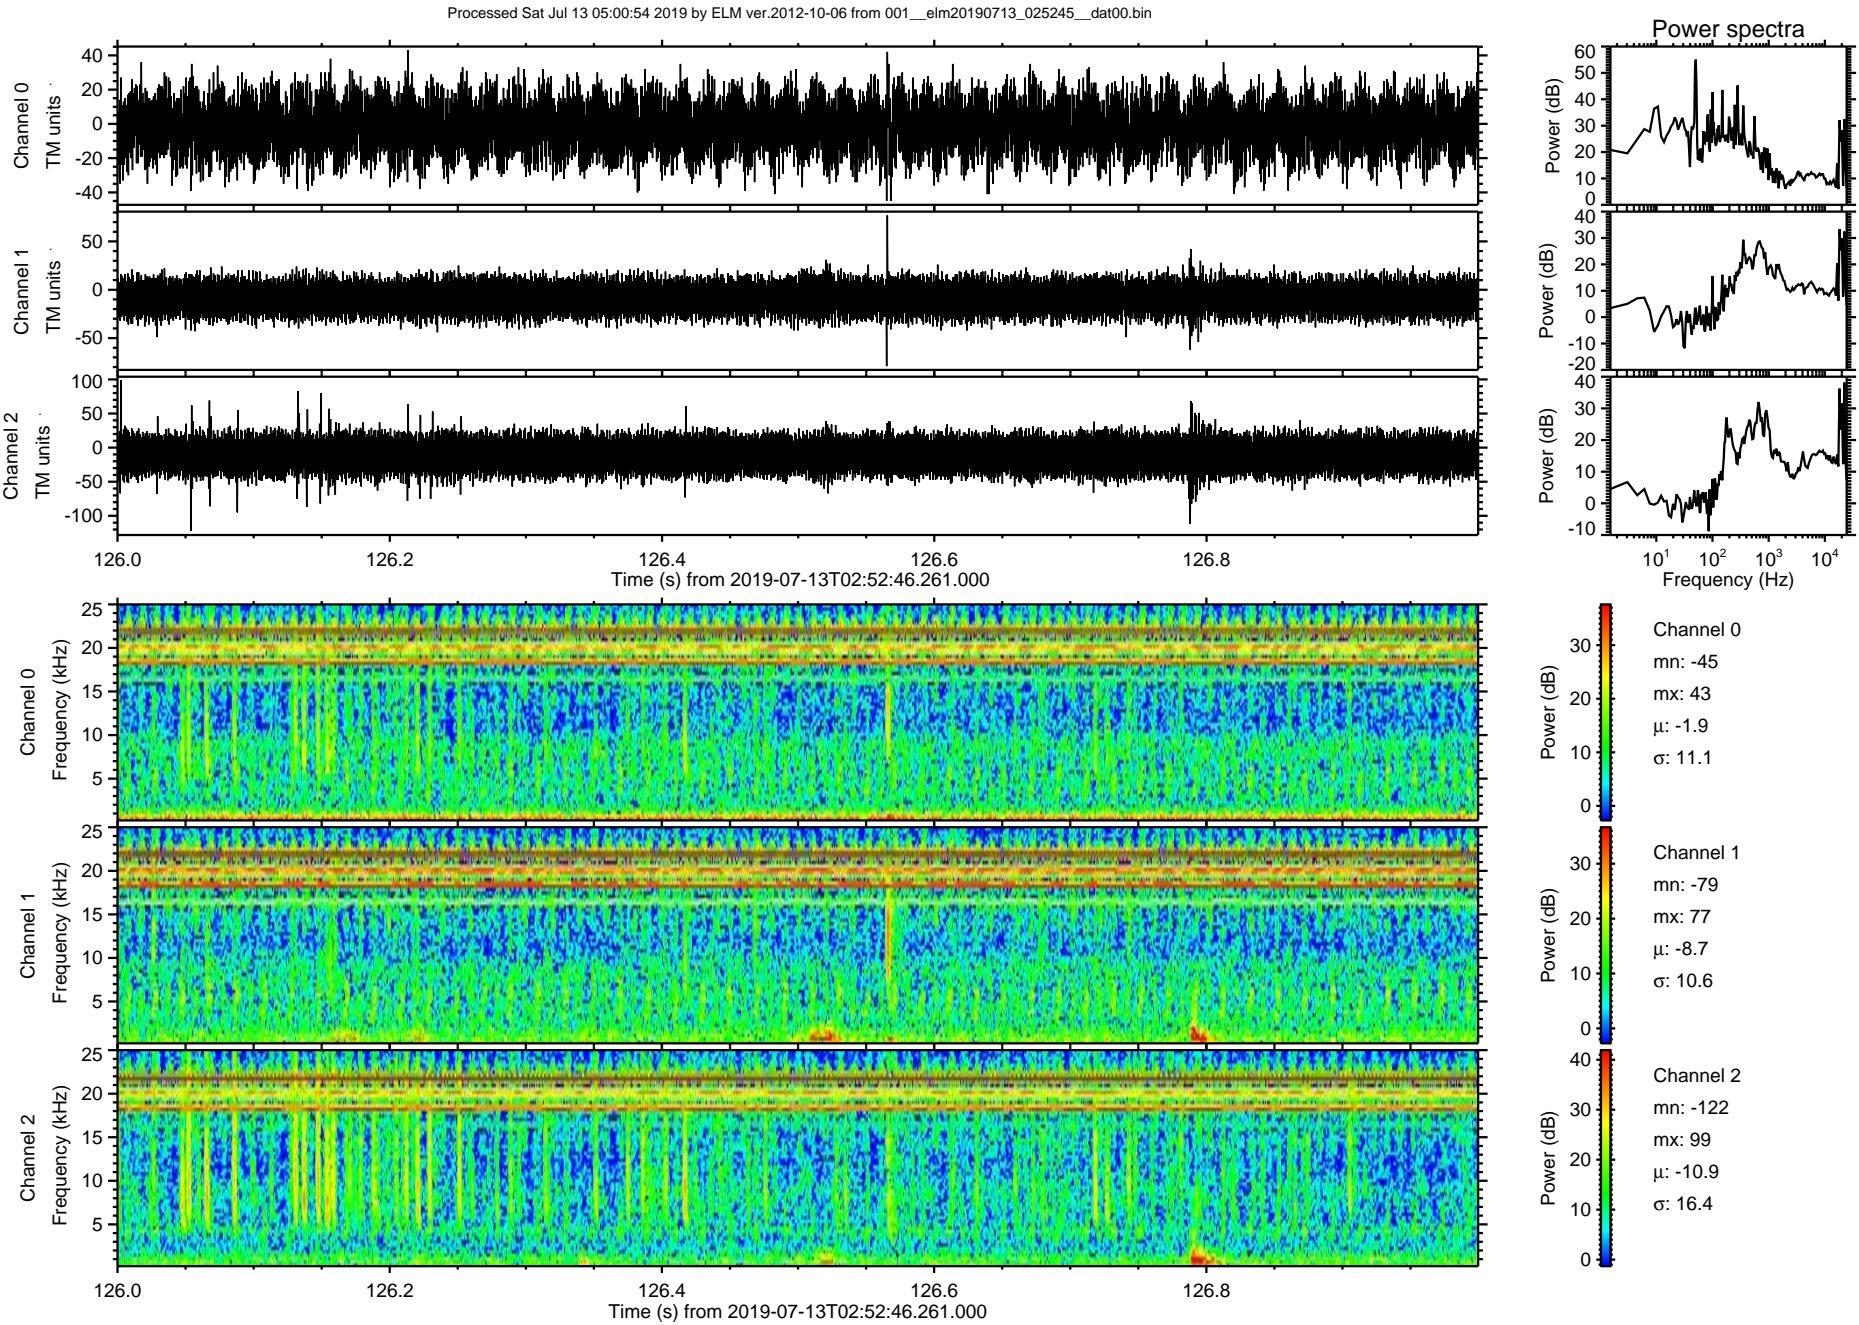 Processed Sat Jul 13 05:00:54 2019 by ELM ver.2012-10-06 from 001__elm20190713_025245__dat00.bin
Power spectra
Channel 0
TM units
40
20
0
-20
-40
Power (dB)
60
50
40
30
20
10
0
Channel 1
TM units
50
0
-50
Power (dB)
40
30
20
10
0
-10
-20
Channel 2
TM units
100
50
0
-50
-100
Power (dB)
40
30
20
10
0
-10
126.0 126.2 126.4 126.6 126.8
Time (s) from 2019-07-13T02:52:46.261.000
10¹ 10² 10³ 10⁴
Frequency (Hz)
Channel 0
Frequency (kHz)
25
20
15
10
5
Power (dB)
30
20
10
0
Channel 0
mn: -45
mx: 43
μ: -1.9
σ: 11.1
Channel 1
Frequency (kHz)
25
20
15
10
5
Power (dB)
30
20
10
0
Channel 1
mn: -79
mx: 77
μ: -8.7
σ: 10.6
Channel 2
Frequency (kHz)
25
20
15
10
5
Power (dB)
40
30
20
10
0
Channel 2
mn: -122
mx: 99
μ: -10.9
σ: 16.4
126.0 126.2 126.4 126.6 126.8
Time (s) from 2019-07-13T02:52:46.261.000